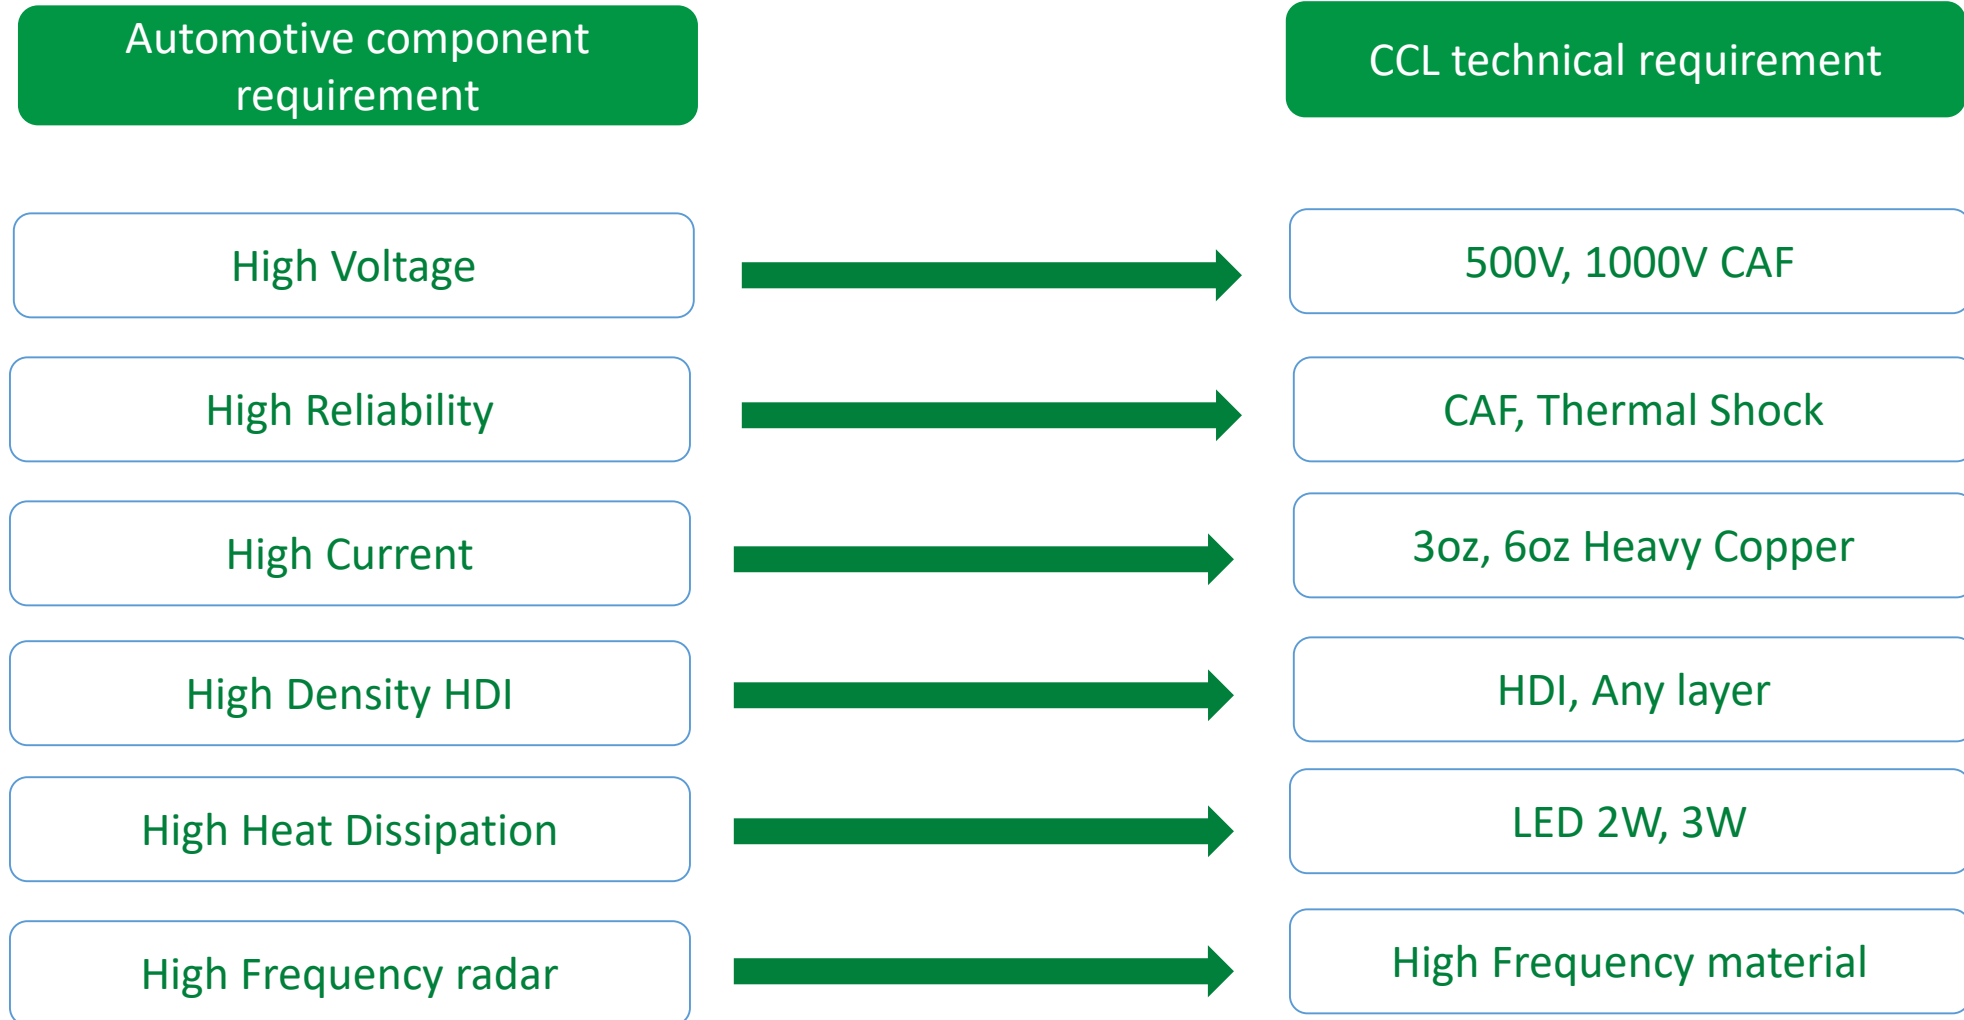 Automotive component
requirement
CCL technical requirement
High Voltage
500V, 1000V CAF
High Reliability
CAF, Thermal Shock
High Current
3oz, 6oz Heavy Copper
High Density HDI
HDI, Any layer
High Heat Dissipation
LED 2W, 3W
High Frequency radar
High Frequency material